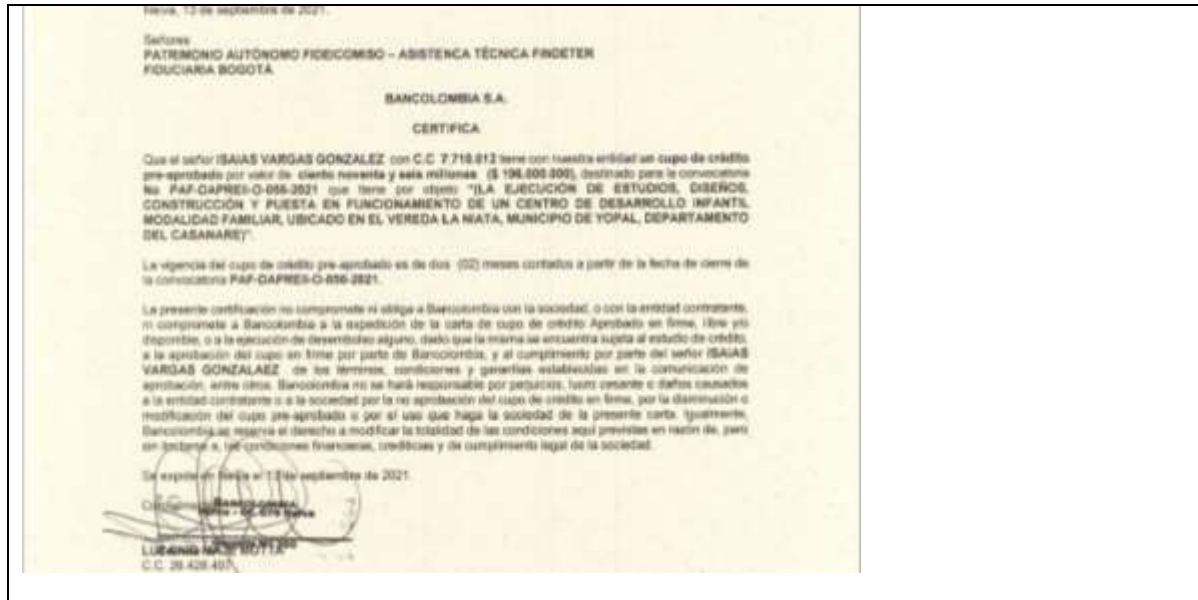 Neiva, 13 de septiembre de 2021.
Señores
PATRIMONIO AUTÓNOMO FIDEICOMISO – ASISTENCA TÉCNICA FINDETER
FIDUCIARIA BOGOTÁ
BANCOLOMBIA S.A.
CERTIFICA
Que el señor ISAIAS VARGAS GONZALEZ con C.C 7.718.012 tiene con nuestra entidad un cupo de crédito
pre-aprobado por valor de ciento noventa y seis millones ($ 196.000.000), destinado para la convocatoria
No PAF-DAPREII-O-056-2021 que tiene por objeto "(LA EJECUCIÓN DE ESTUDIOS, DISEÑOS,
CONSTRUCCIÓN Y PUESTA EN FUNCIONAMIENTO DE UN CENTRO DE DESARROLLO INFANTIL
MODALIDAD FAMILIAR, UBICADO EN EL VEREDA LA NIATA, MUNICIPIO DE YOPAL, DEPARTAMENTO
DEL CASANARE)".
La vigencia del cupo de crédito pre-aprobado es de dos (02) meses contados a partir de la fecha de cierre de
la convocatoria PAF-DAPREII-O-056-2021.
La presente certificación no compromete ni obliga a Bancolombia con la sociedad, o con la entidad contratante,
ni compromete a Bancolombia a la expedición de la carta de cupo de crédito Aprobado en firme, libre y/o
disponible, o a la ejecución de desembolso alguno, dado que la misma se encuentra sujeta al estudio de crédito,
a la aprobación del cupo en firme por parte de Bancolombia, y al cumplimiento por parte del señor ISAIAS
VARGAS GONZALAEZ de los términos, condiciones y garantías establecidas en la comunicación de
aprobación, entre otros. Bancolombia no se hará responsable por perjuicios, lucro cesante o daños causados
a la entidad contratante o a la sociedad por la no aprobación del cupo de crédito en firme, por la disminución o
modificación del cupo pre-aprobado o por el uso que haga la sociedad de la presente carta. Igualmente,
Bancolombia se reserva el derecho a modificar la totalidad de las condiciones aquí previstas en razón de, pero
sin limitarse a, las condiciones financieras, crediticias y de cumplimiento legal de la sociedad.
Se expide en Neiva el 13 de septiembre de 2021.
BANCOLOMBIA
C.C. 26.428.407